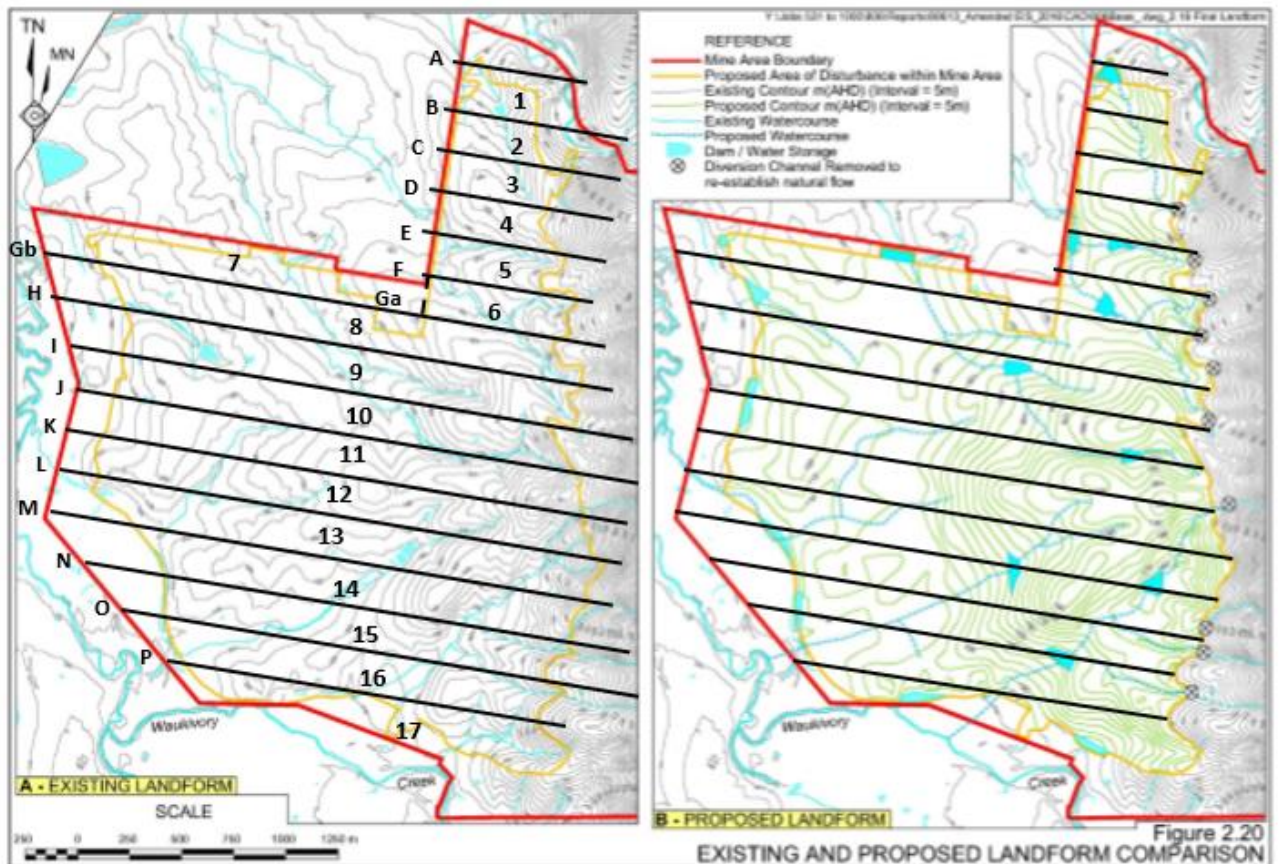 TN
MN
A
B
C
D
E
F
Ga
Gb
H
I
J
K
L
M
N
O
P
1
2
3
4
5
6
7
8
9
10
11
12
13
14
15
16
17
Waukivory
Creek
A - EXISTING LANDFORM
SCALE
250 0 250 500 750 1000 1250 m
REFERENCE
Mine Area Boundary
Proposed Area of Disturbance within Mine Area
Existing Contour m(AHD) (Interval = 5m)
Proposed Contour m(AHD) (Interval = 5m)
Existing Watercourse
Proposed Watercourse
Dam / Water Storage
Diversion Channel Removed to
re-establish natural flow
Waukivory
Creek
B - PROPOSED LANDFORM
Figure 2.20
EXISTING AND PROPOSED LANDFORM COMPARISON